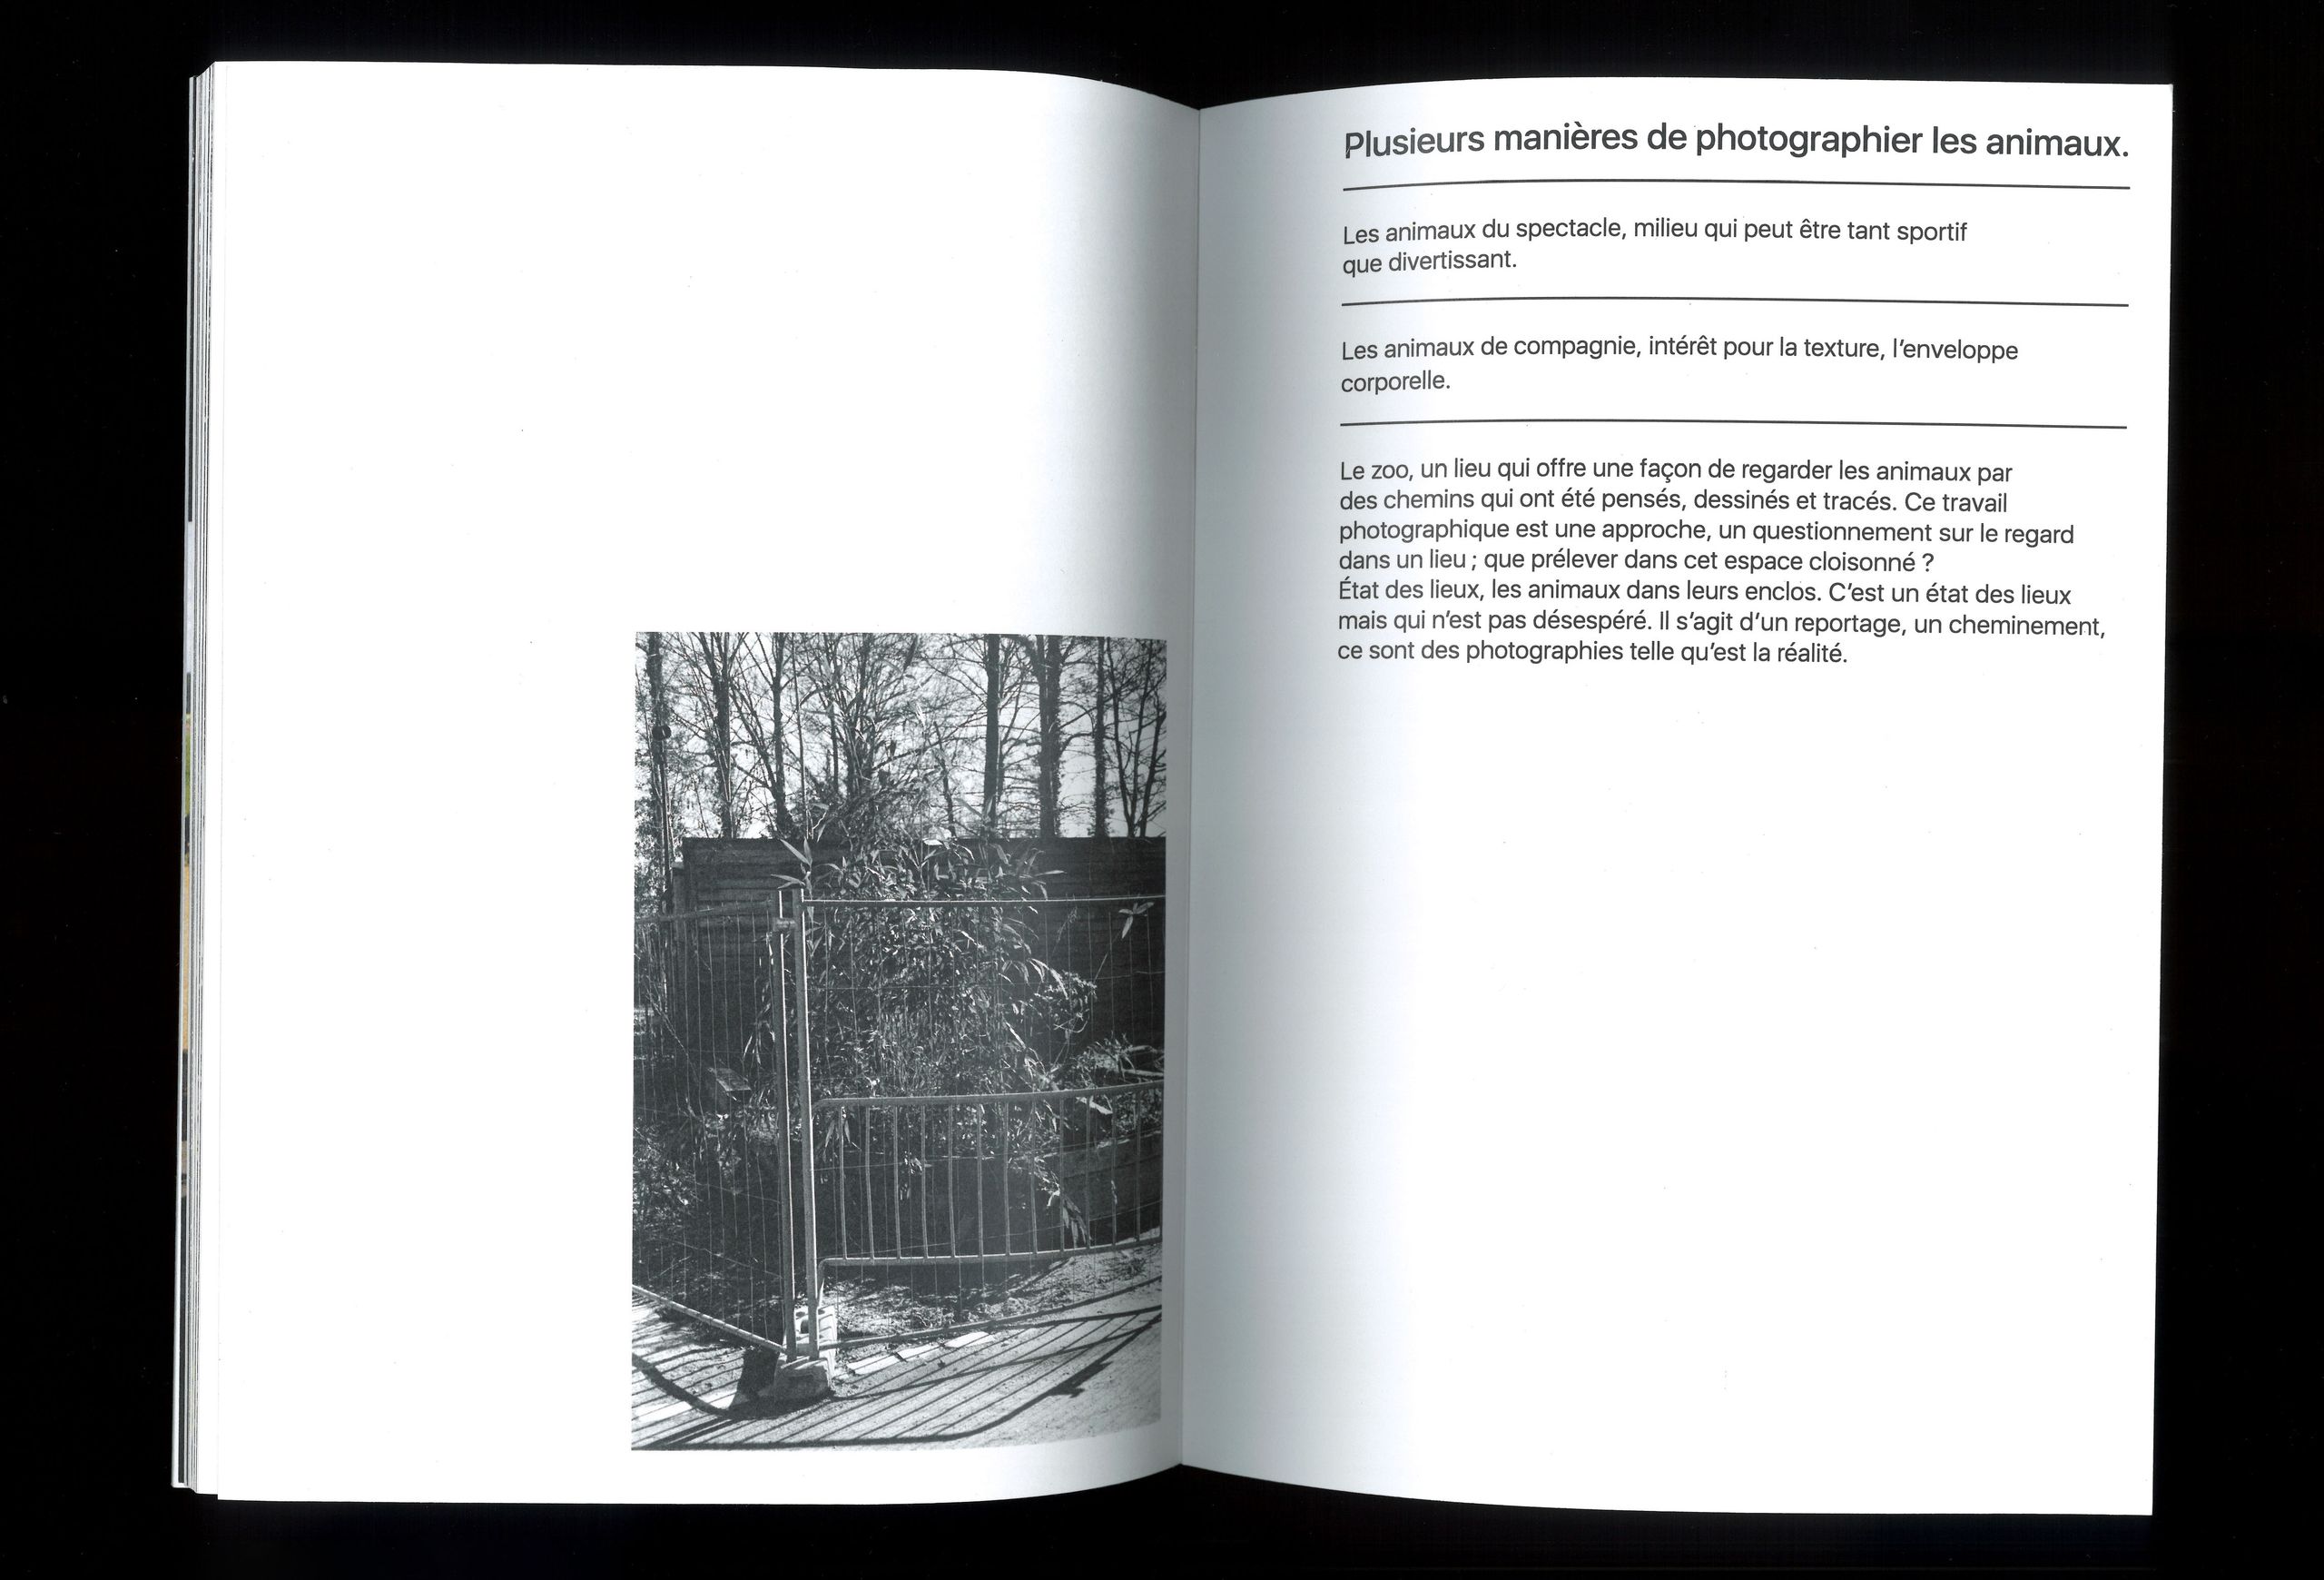 Plusieurs manières de photographier les animaux.
Les animaux du spectacle, milieu qui peut être tant sportif
que divertissant.
Les animaux de compagnie, intérêt pour la texture, l’enveloppe
corporelle.
Le zoo, un lieu qui offre une façon de regarder les animaux par
des chemins qui ont été pensés, dessinés et tracés. Ce travail
photographique est une approche, un questionnement sur le regard
dans un lieu ; que prélever dans cet espace cloisonné ?
État des lieux, les animaux dans leurs enclos. C’est un état des lieux
mais qui n’est pas désespéré. Il s’agit d’un reportage, un cheminement,
ce sont des photographies telle qu’est la réalité.